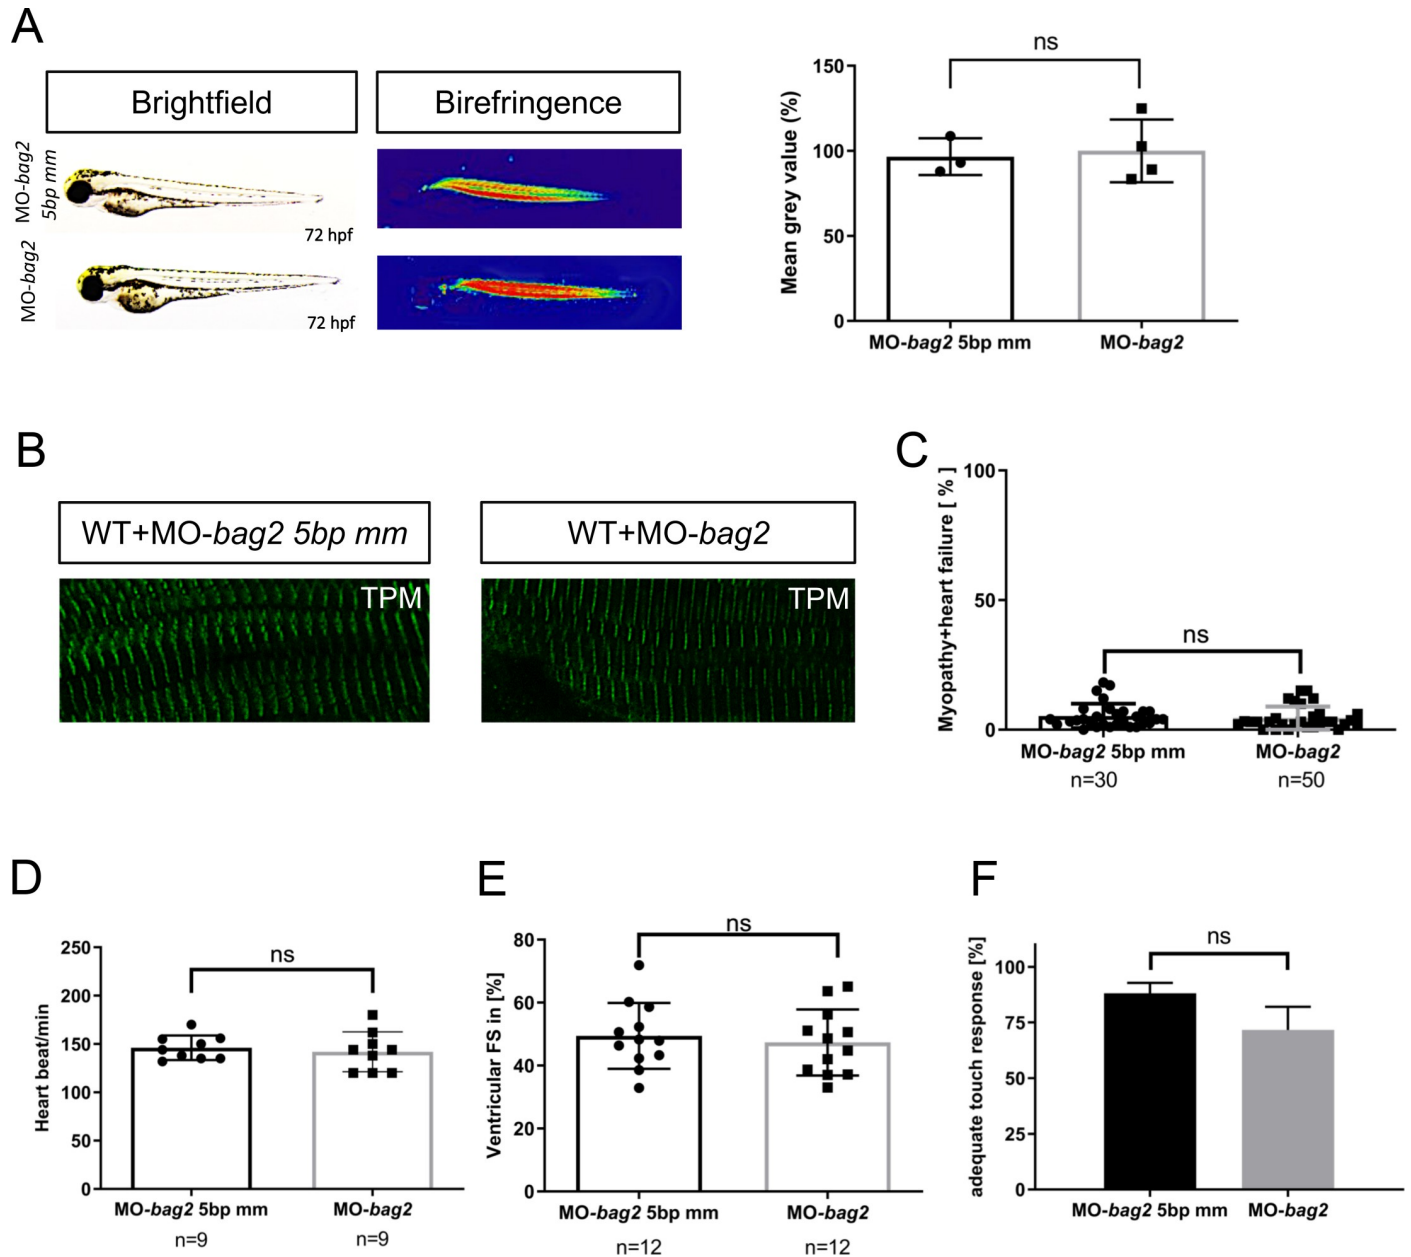 A
Brightfield
Birefringence
MO-bag2
5bp mm
72 hpf
MO-bag2
72 hpf
ns
Mean grey value (%)
150
100
50
0
MO-bag2 5bp mm
MO-bag2
B
WT+MO-bag2 5bp mm
WT+MO-bag2
TPM
TPM
C
Myopathy+heart failure [ % ]
100
50
0
ns
MO-bag2 5bp mm
MO-bag2
n=30
n=50
D
Heart beat/min
250
200
150
100
50
0
ns
MO-bag2 5bp mm
MO-bag2
n=9
n=9
E
Ventricular FS in [%]
80
60
40
20
0
ns
MO-bag2 5bp mm
MO-bag2
n=12
n=12
F
adequate touch response [%]
100
75
50
25
0
ns
MO-bag2 5bp mm
MO-bag2